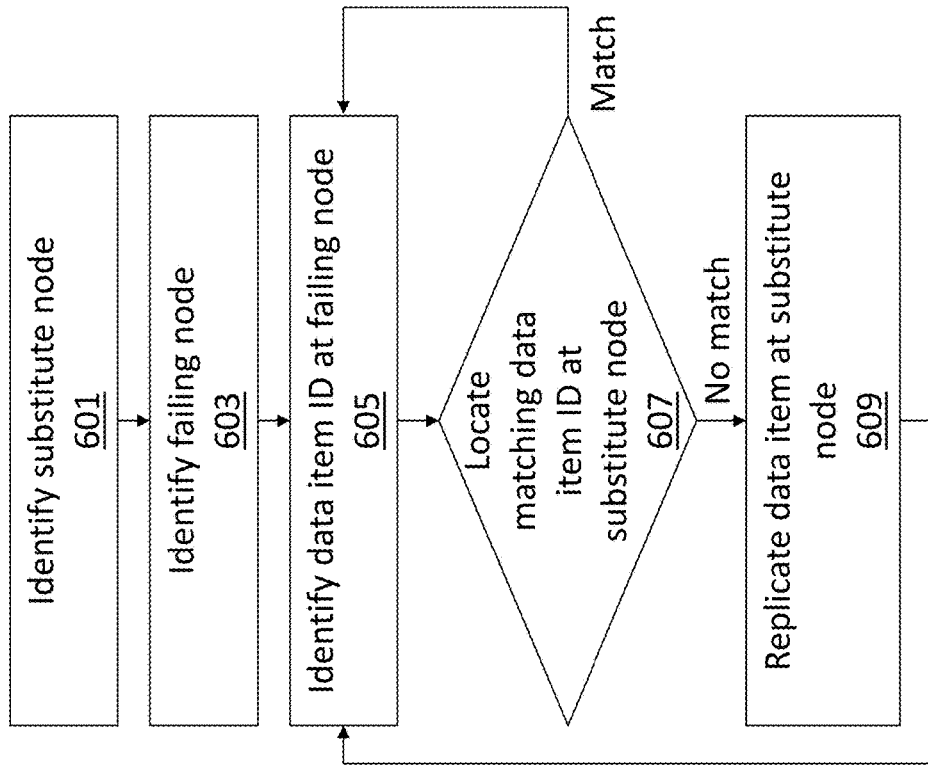 Identify substitute node
601
Identify failing node
603
Identify data item ID at failing node
605
Locate
matching data
item ID at
substitute node
607
Match
No match
Replicate data item at substitute
node
609